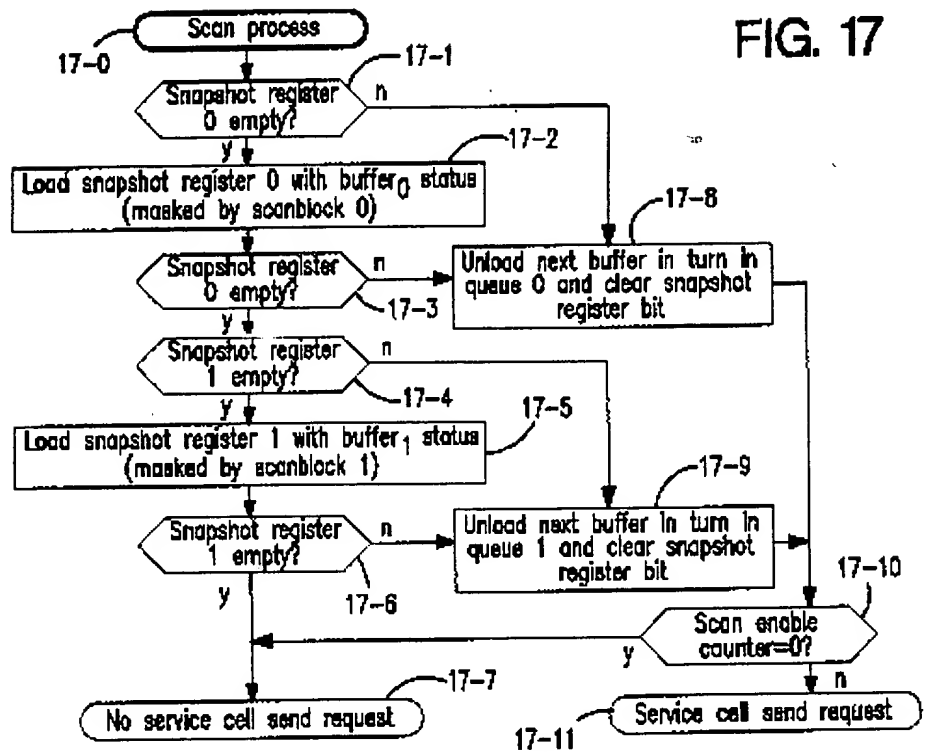 FIG. 17
Scan process
17-0
17-1
Snapshot register
0 empty?
n
y
17-2
Load snapshot register 0 with buffer0 status
(masked by scanblock 0)
17-8
Snapshot register
0 empty?
n
17-3
y
Unload next buffer in turn in
queue 0 and clear snapshot
register bit
Snapshot register
1 empty?
n
17-4
y
17-5
Load snapshot register 1 with buffer1 status
(masked by scanblock 1)
17-9
Snapshot register
1 empty?
n
17-6
y
Unload next buffer in turn in
queue 1 and clear snapshot
register bit
17-10
Scan enable
counter=0?
y
n
17-7
No service cell send request
17-11
Service cell send request